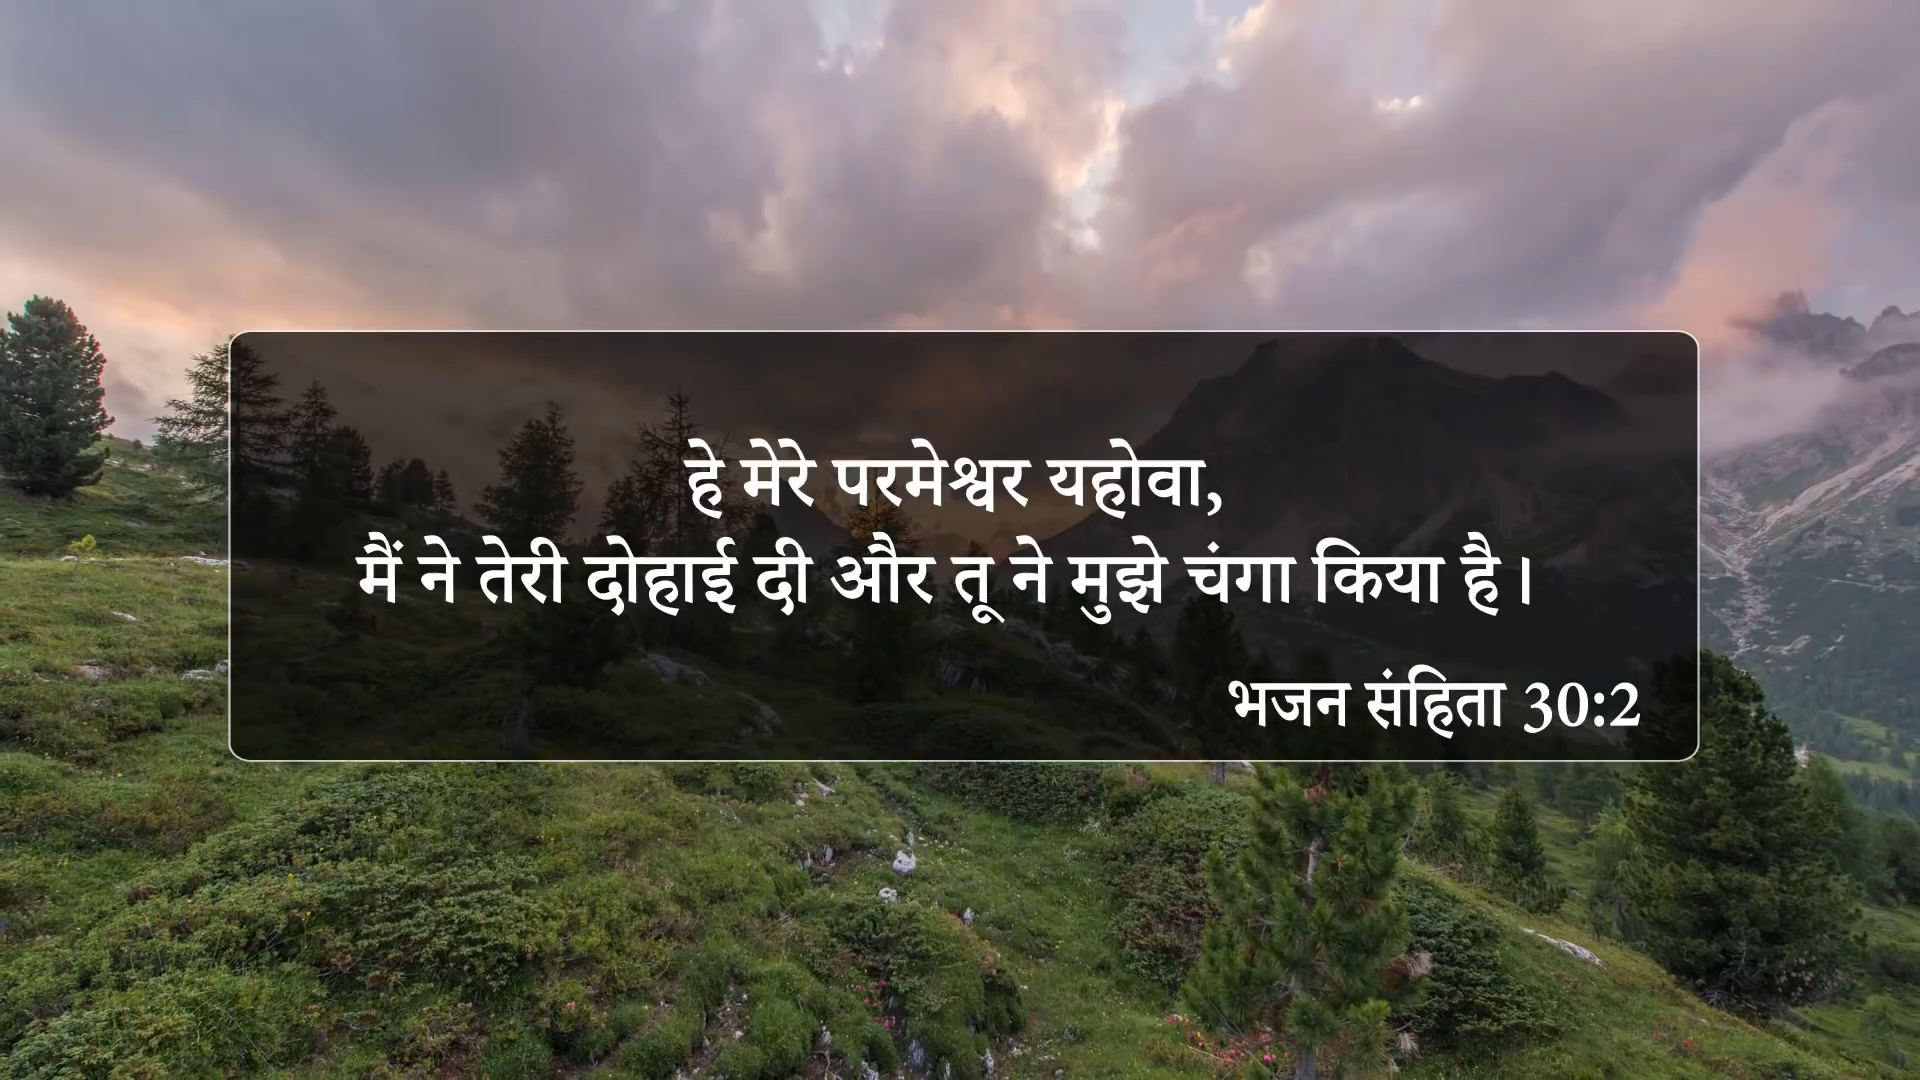 हे मेरे परमेश्वर यहोवा,
मैं ने तेरी दोहाई दी और तू ने मुझे चंगा किया है।
भजन संहिता 30:2